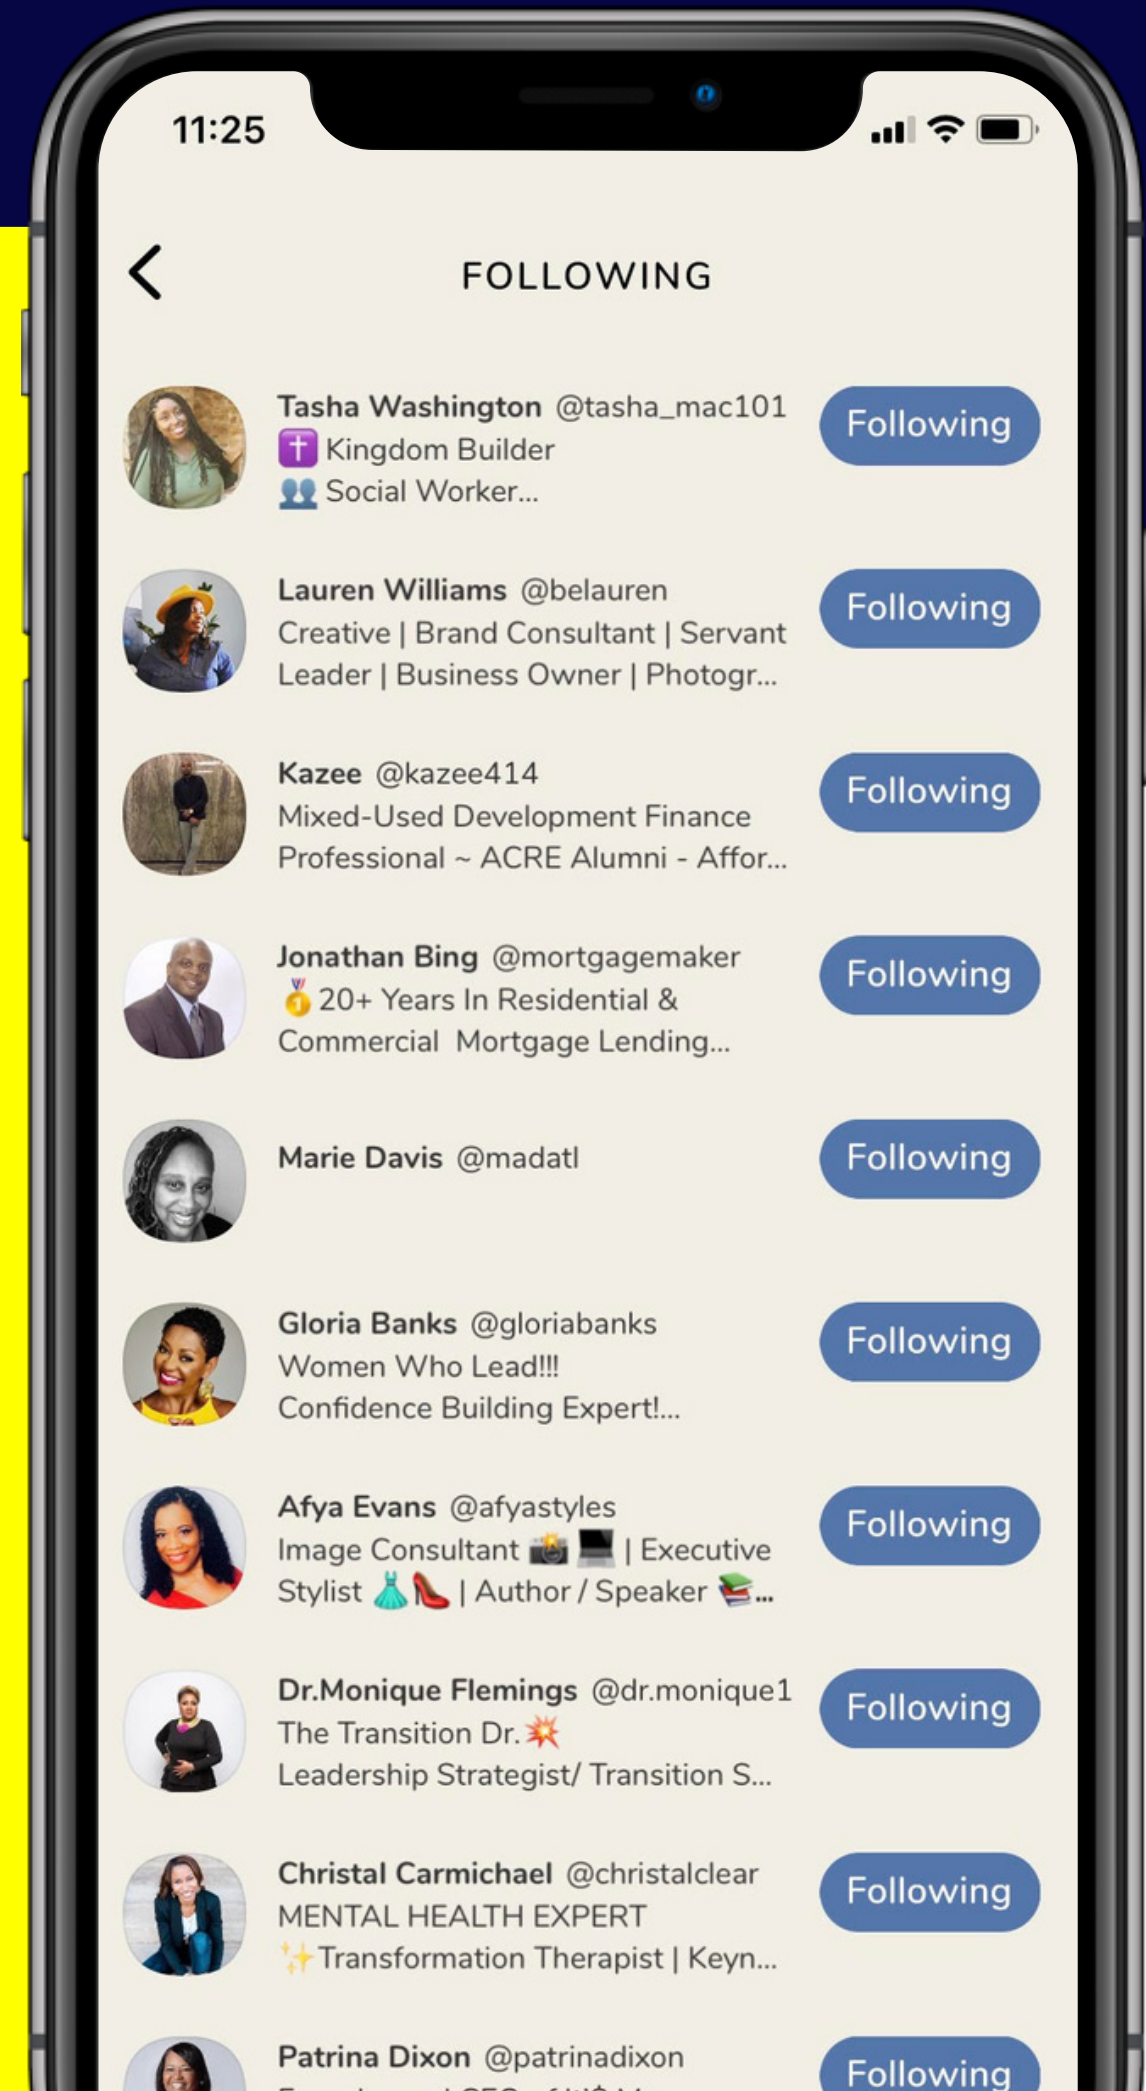 11:25
FOLLOWING
Tasha Washington @tasha_mac101
✝️ Kingdom Builder
👥 Social Worker...
Following
Lauren Williams @belauren
Creative | Brand Consultant | Servant
Leader | Business Owner | Photogr...
Following
Kazee @kazee414
Mixed-Used Development Finance
Professional ~ ACRE Alumni - Affor...
Following
Jonathan Bing @mortgagemaker
🏅20+ Years In Residential &
Commercial  Mortgage Lending...
Following
Marie Davis @madatl
Following
Gloria Banks @gloriabanks
Women Who Lead!!!
Confidence Building Expert!...
Following
Afya Evans @afyastyles
Image Consultant 📸 💻 | Executive
Stylist 👗👠 | Author / Speaker 📚...
Following
Dr.Monique Flemings @dr.monique1
The Transition Dr.💥
Leadership Strategist/ Transition S...
Following
Christal Carmichael @christalclear
MENTAL HEALTH EXPERT
✨Transformation Therapist | Keyn...
Following
Patrina Dixon @patrinadixon
Following